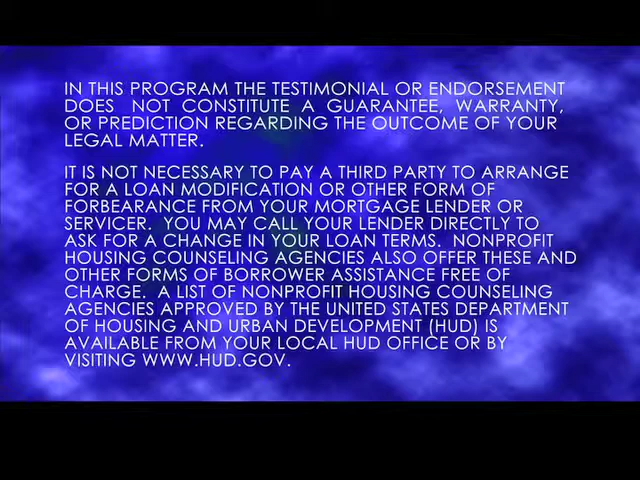 IN THIS PROGRAM THE TESTIMONIAL OR ENDORSEMENT
DOES NOT CONSTITUTE A GUARANTEE, WARRANTY,
OR PREDICTION REGARDING THE OUTCOME OF YOUR
LEGAL MATTER.
IT IS NOT NECESSARY TO PAY A THIRD PARTY TO ARRANGE
FOR A LOAN MODIFICATION OR OTHER FORM OF
FORBEARANCE FROM YOUR MORTGAGE LENDER OR
SERVICER. YOU MAY CALL YOUR LENDER DIRECTLY TO
ASK FOR A CHANGE IN YOUR LOAN TERMS. NONPROFIT
HOUSING COUNSELING AGENCIES ALSO OFFER THESE AND
OTHER FORMS OF BORROWER ASSISTANCE FREE OF
CHARGE. A LIST OF NONPROFIT HOUSING COUNSELING
AGENCIES APPROVED BY THE UNITED STATES DEPARTMENT
OF HOUSING AND URBAN DEVELOPMENT (HUD) IS
AVAILABLE FROM YOUR LOCAL HUD OFFICE OR BY
VISITING WWW.HUD.GOV.